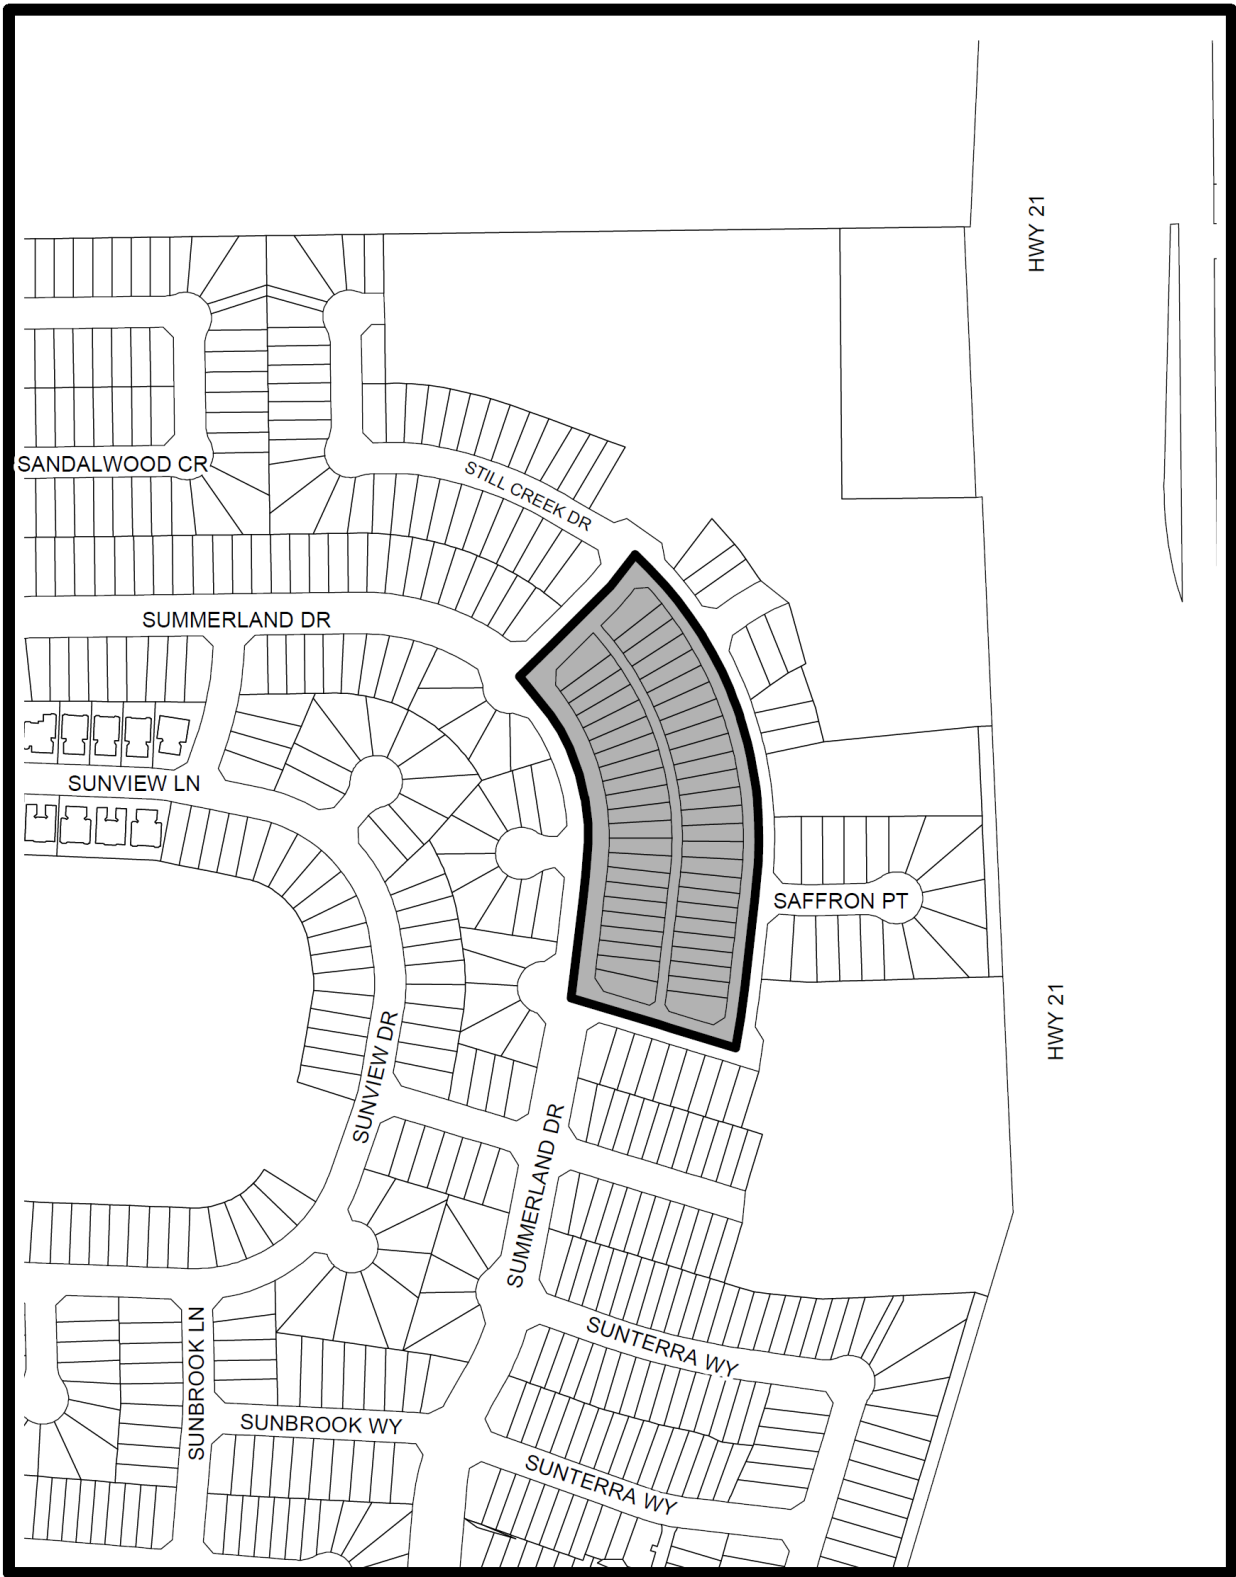 HWY 21
SANDALWOOD CR
STILL CREEK DR
SUMMERLAND DR
SUNVIEW LN
SAFFRON PT
HWY 21
SUNVIEW DR
SUMMERLAND DR
SUNBROOK LN
SUNTERRA WY
SUNBROOK WY
SUNTERRA WY